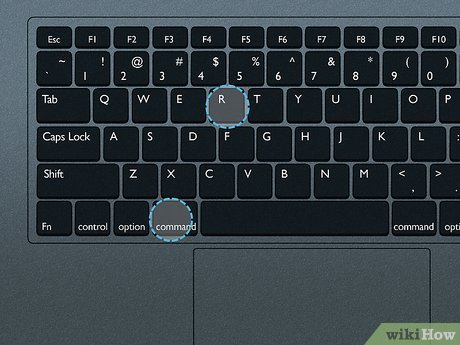 Esc F1 F2 F3 F4 F5 F6 F7 F8 F9 F10
~ ! @ # $ % ^ & * ( )
` 1 2 3 4 5 6 7 8 9 0
Tab Q W E R T Y U I O P
Caps Lock A S D F G H J K L :
Shift Z X C V B N M < >
, .
Fn control option command command
wikiHow